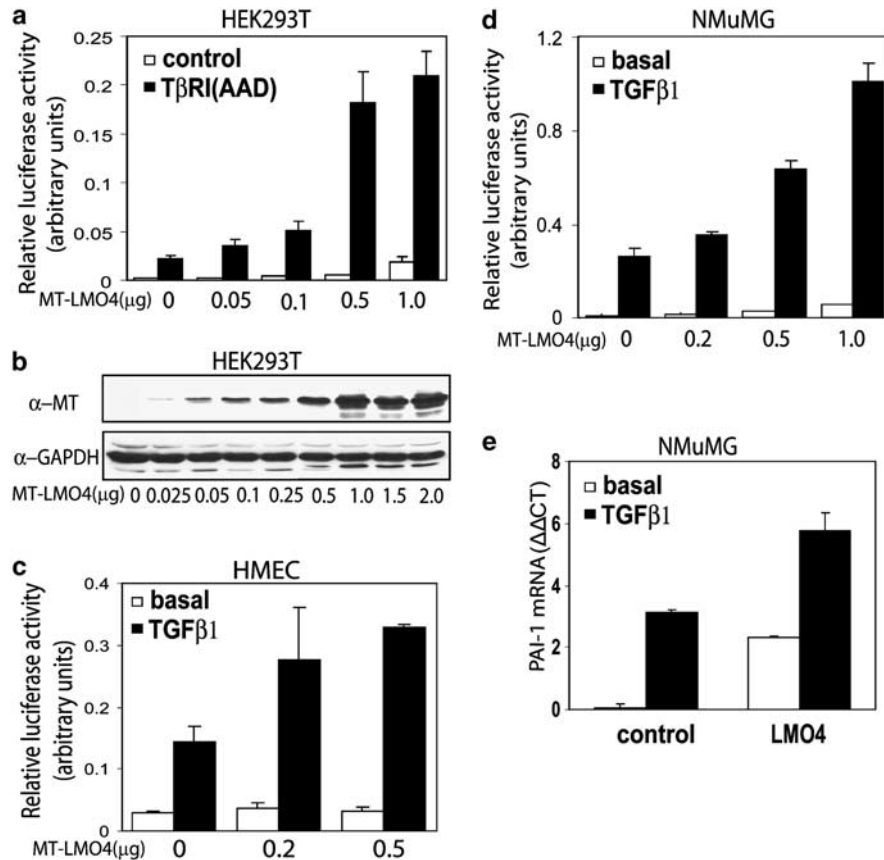 a
HEK293T
Relative luciferase activity
(arbitrary units)
0.25
0.2
0.15
0.1
0.05
0
control
TβRI(AAD)
MT-LMO4(μg) 0 0.05 0.1 0.5 1.0
b
HEK293T
α–MT
α–GAPDH
MT-LMO4(μg) 0 0.025 0.05 0.1 0.25 0.5 1.0 1.5 2.0
c
HMEC
Relative luciferase activity
(arbitrary units)
0.4
0.3
0.2
0.1
0
basal
TGFβ1
MT-LMO4(μg) 0 0.2 0.5
d
NMuMG
Relative luciferase activity
(arbitrary units)
1.2
0.8
0.4
0
basal
TGFβ1
MT-LMO4(μg) 0 0.2 0.5 1.0
e
NMuMG
PAI-1 mRNA (ΔΔCT)
8
6
4
2
0
basal
TGFβ1
control LMO4